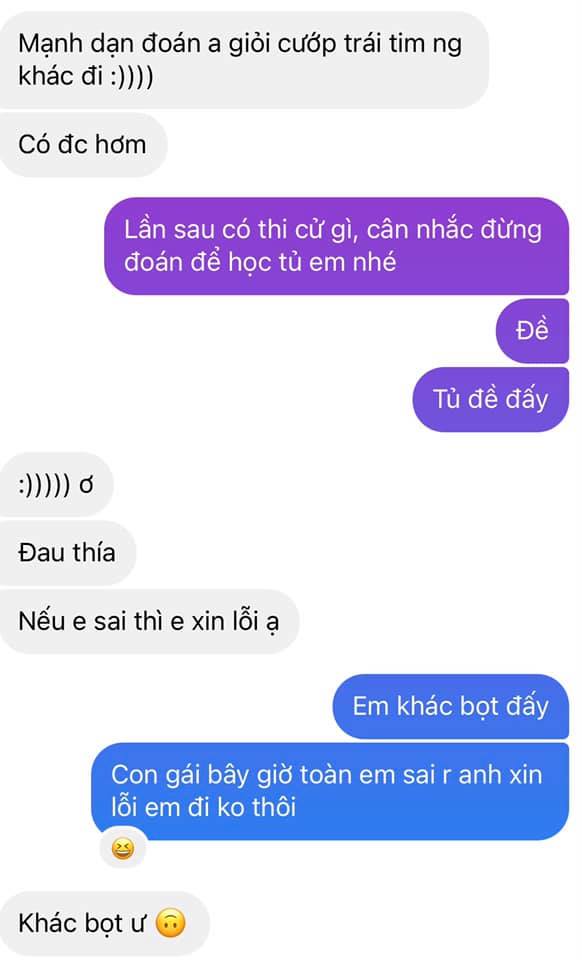 Mạnh dạn đoán a giỏi cướp trái tim ng
khác đi :))))
Có đc hơm
Lần sau có thi cử gì, cân nhắc đừng
đoán để học tủ em nhé
Đề
Tủ đề đấy
:))))) ơ
Đau thía
Nếu e sai thì e xin lỗi ạ
Em khác bọt đấy
Con gái bây giờ toàn em sai r anh xin
lỗi em đi ko thôi
😆
Khác bọt ư 🙃